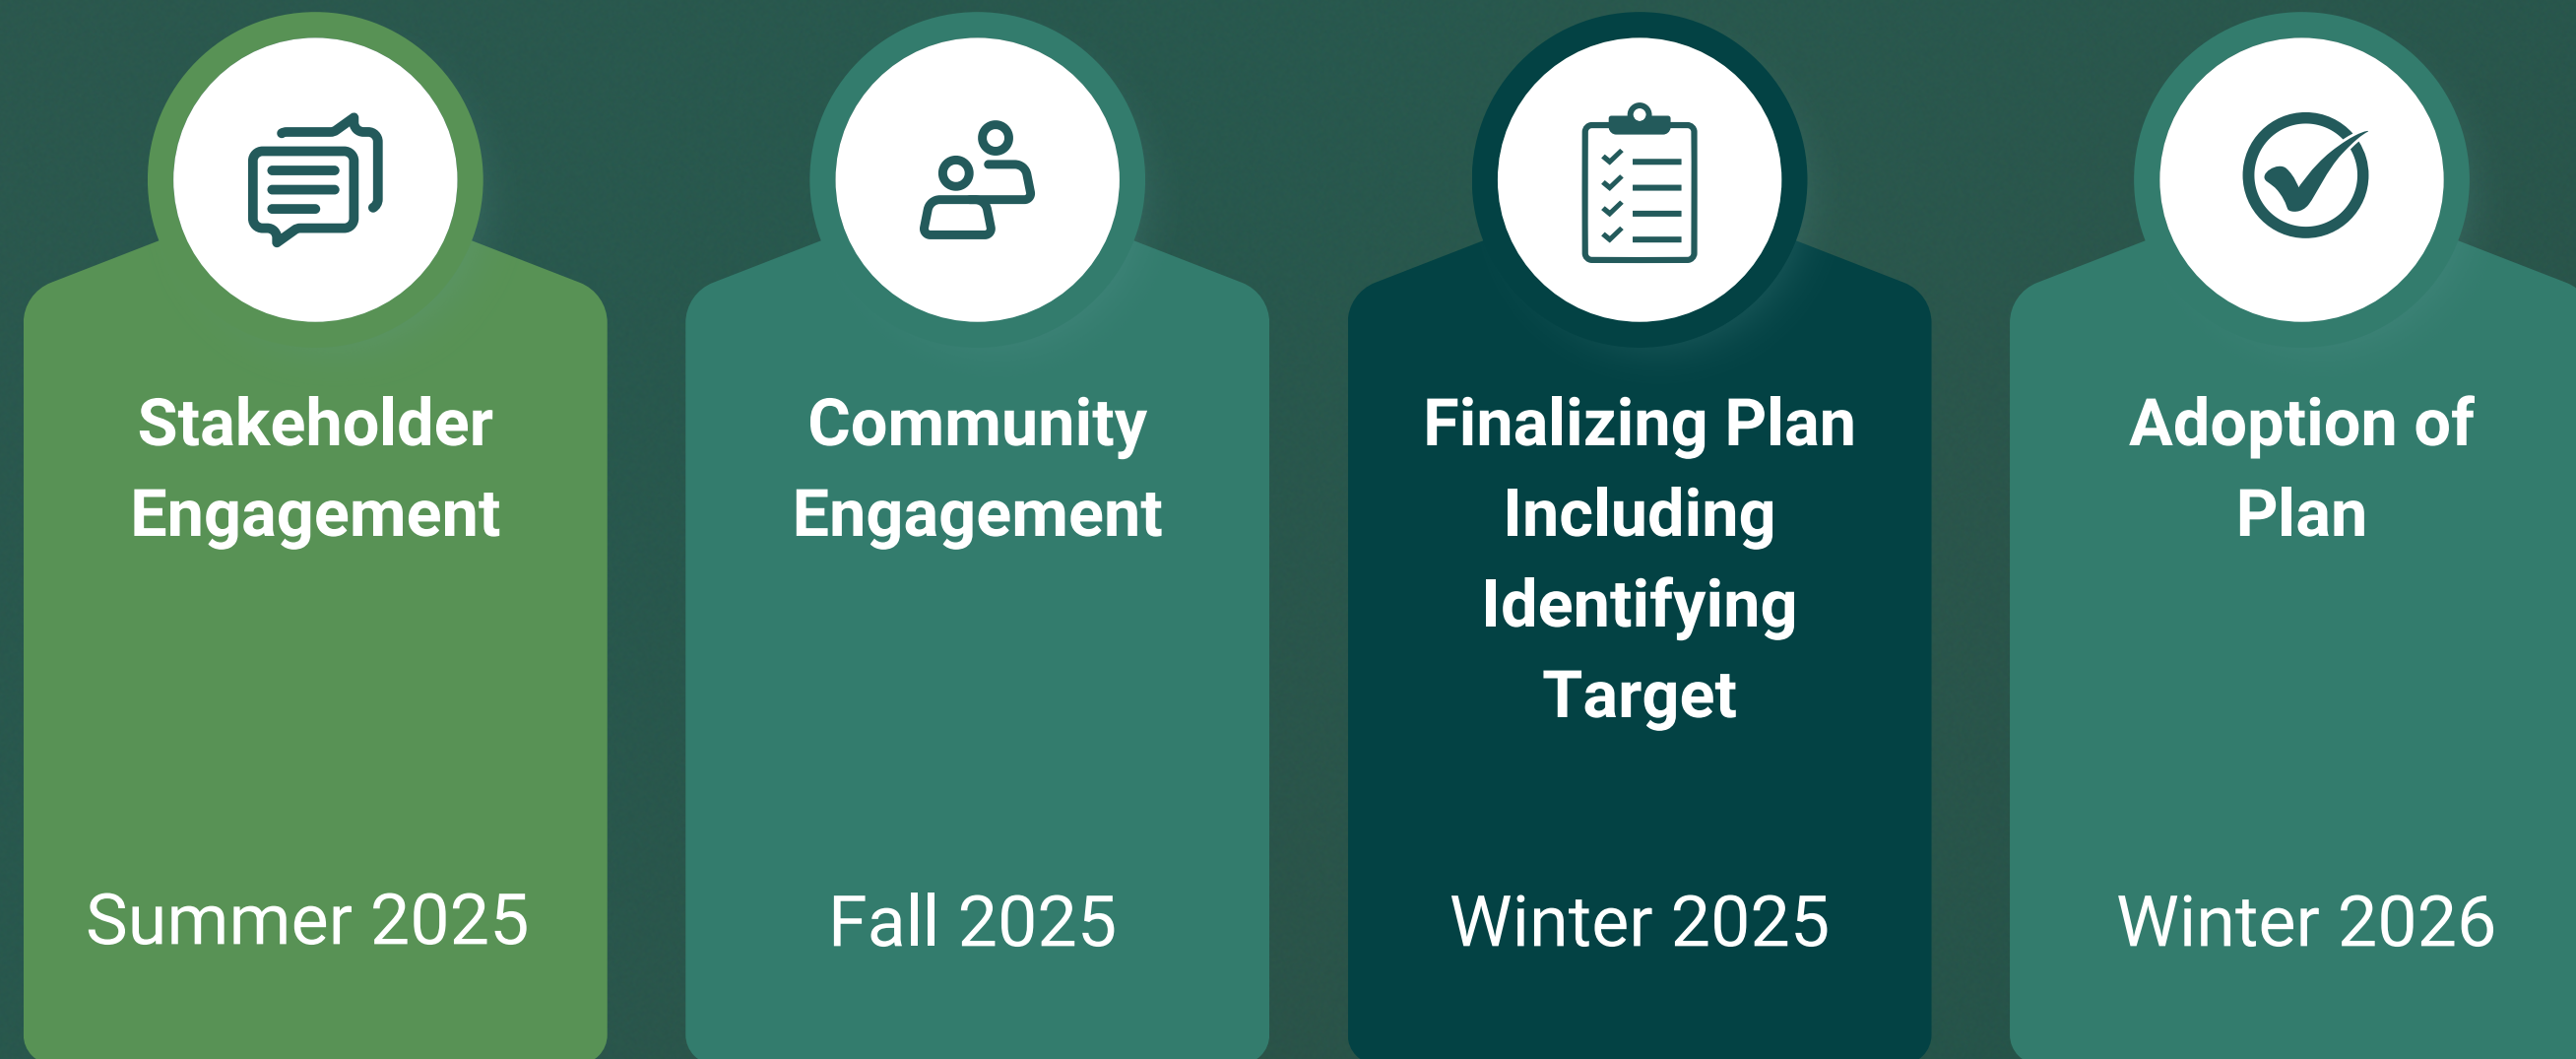 Stakeholder
Engagement
Summer 2025
Community
Engagement
Fall 2025
Finalizing Plan
Including
Identifying
Target
Winter 2025
Adoption of
Plan
Winter 2026